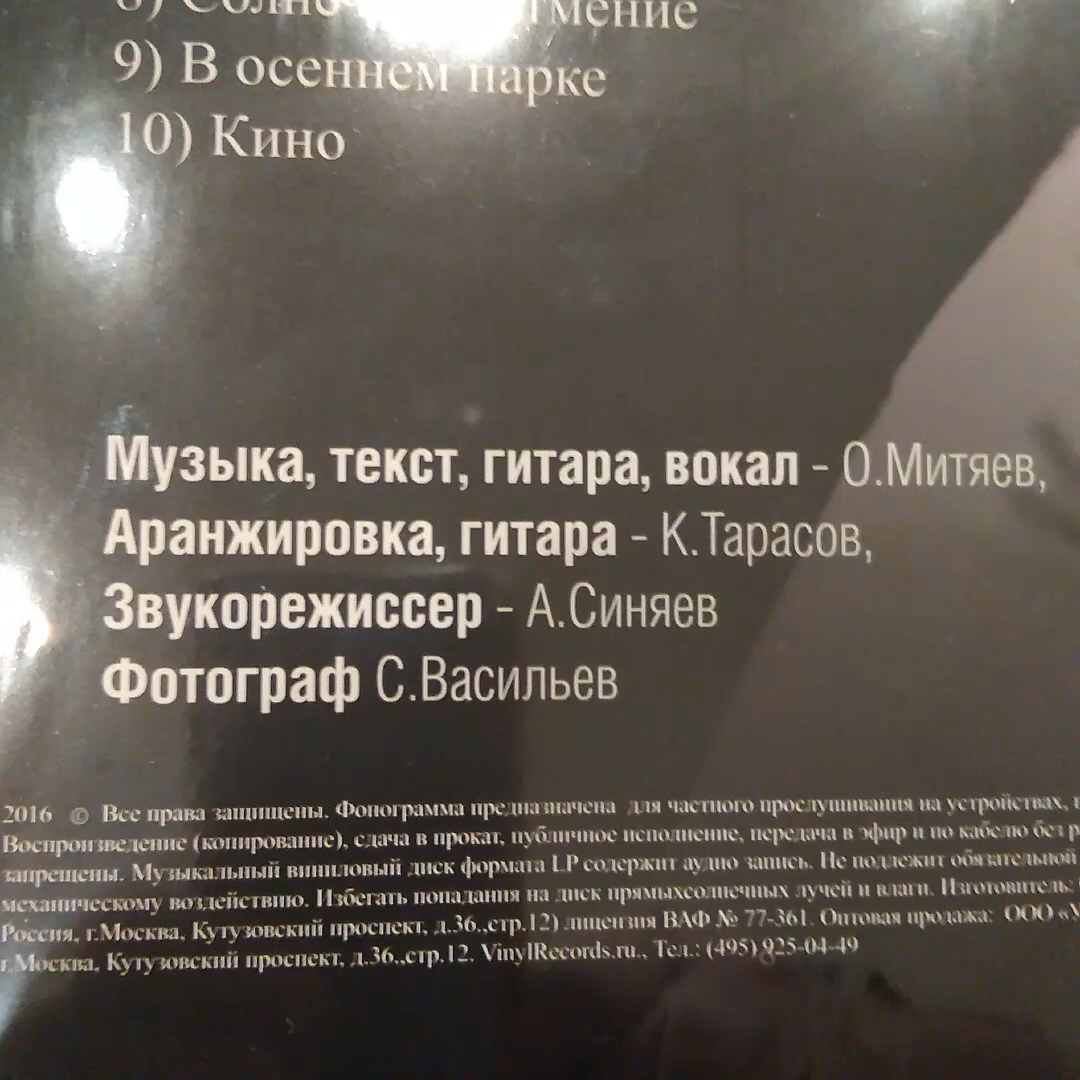 8)
9) В осеннем парке
10) Кино
Музыка, текст, гитара, вокал - О.Митяев,
Аранжировка, гитара - К.Тарасов,
Звукорежиссер - А.Синяев
Фотограф С.Васильев
2016 © Все права защищены. Фонограмма предназначена для частного прослушивания на устройствах,
Воспроизведение (копирование), сдача в прокат, публичное исполнение, передача в эфир и по кабелю без
запрещены. Музыкальный виниловый диск формата LP содержит аудио запись. Не подлежит обязательной
механическому воздействию. Избегать попадания на диск прямыхсолнечных лучей и влаги. Изготовитель:
Россия, г.Москва, Кутузовский проспект, д.36.,стр.12) лицензия ВАФ № 77-361. Оптовая продажа: ООО
г.Москва, Кутузовский проспект, д.36.,стр.12. VinylRecords.ru., Тел.: (495) 925-04-49